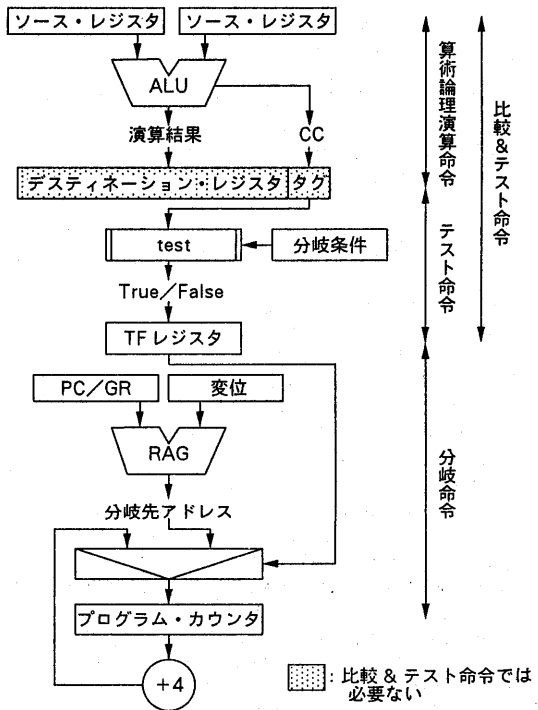 ソース・レジスタ
ソース・レジスタ
ALU
演算結果
CC
デスティネーション・レジスタ
タグ
test
分岐条件
True/False
TFレジスタ
PC/GR
変位
RAG
分岐先アドレス
プログラム・カウンタ
+4
算術論理演算命令
テスト命令
分岐命令
比較&テスト命令
:比較&テスト命令では
必要ない